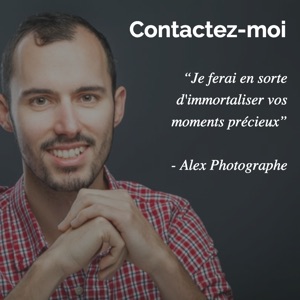 Contactez-moi
“Je ferai en sorte
d'immortaliser vos
moments précieux”
- Alex Photographe